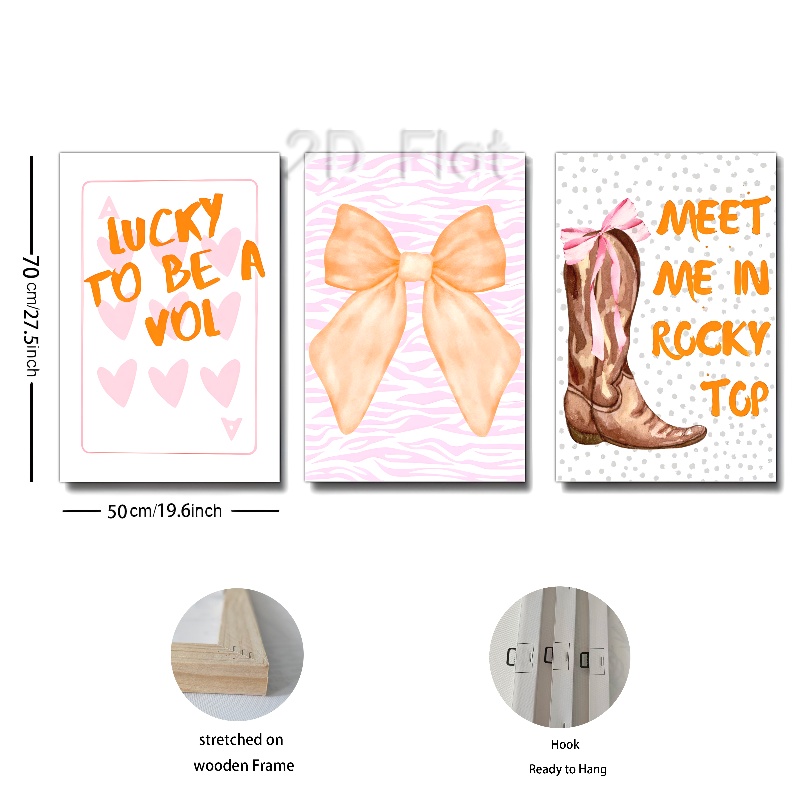 2D Flat
LUCKY
TO BE A
VOL
A
A
MEET
ME IN
ROCKY
TOP
70 cm/27.5inch
50 cm/19.6inch
stretched on
wooden Frame
Hook
Ready to Hang